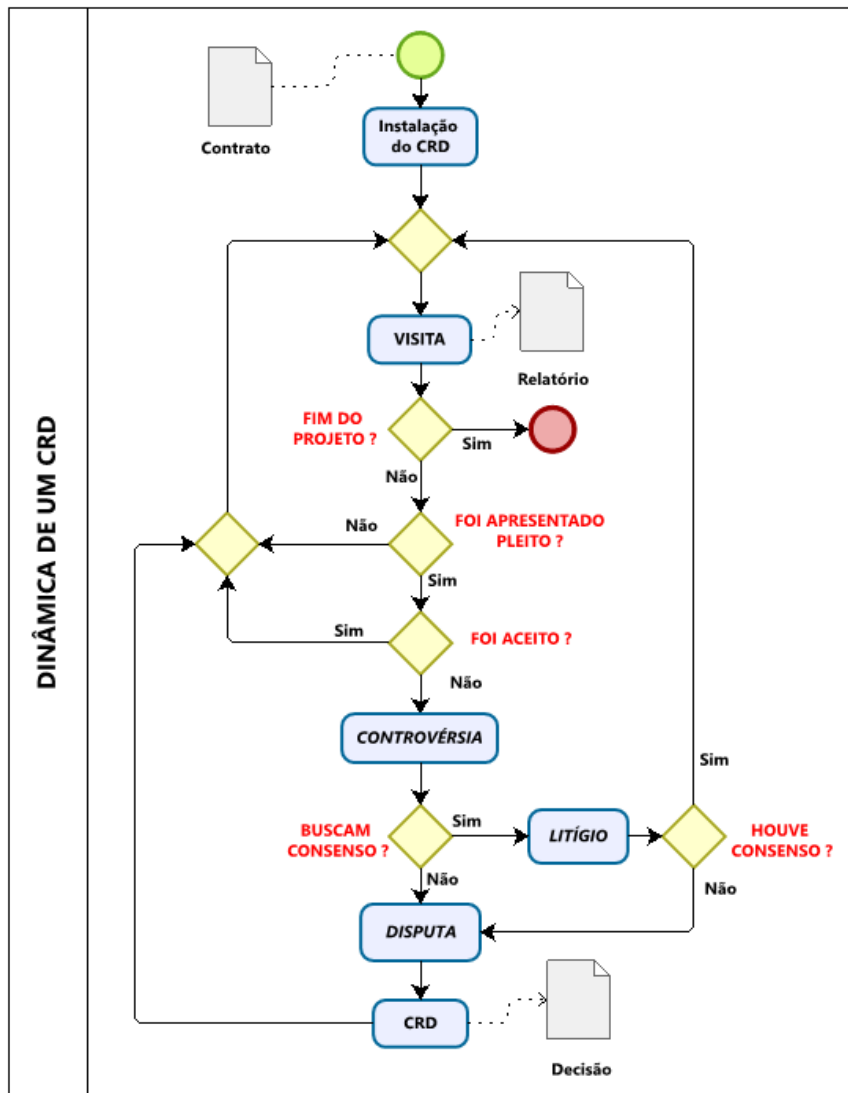 DINÂMICA DE UM CRD
Contrato
Instalação
do CRD
VISITA
Relatório
FIM DO
PROJETO ?
Sim
Não
FOI APRESENTADO
PLEITO ?
Não
Sim
FOI ACEITO ?
Sim
Não
CONTROVÉRSIA
BUSCAM
CONSENSO ?
Sim
Não
LITÍGIO
HOUVE
CONSENSO ?
Sim
Não
DISPUTA
CRD
Decisão